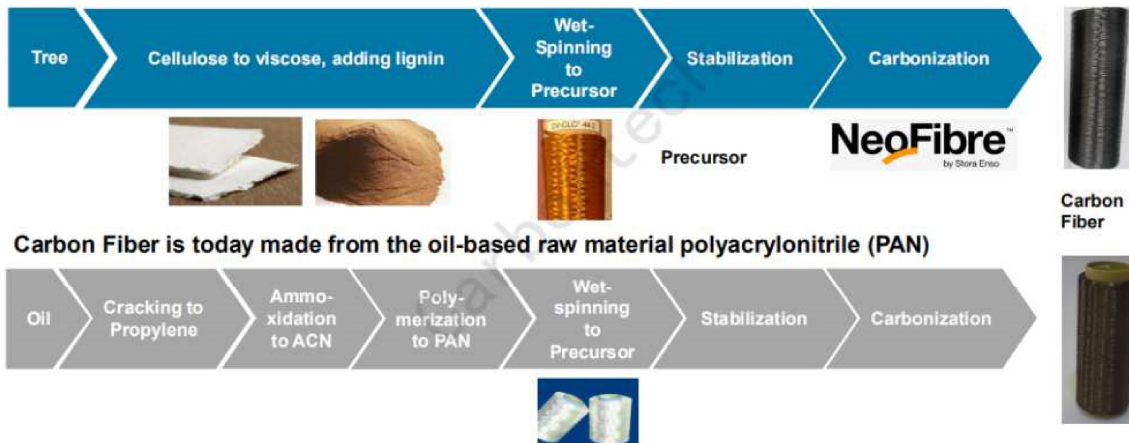 Tree
Cellulose to viscose, adding lignin
Wet-
Spinning
to
Precursor
Stabilization
Carbonization
Precursor
NeoFibre™
by Stora Enso
Carbon
Fiber
Carbon Fiber is today made from the oil-based raw material polyacrylonitrile (PAN)
Oil
Cracking to
Propylene
Ammo-
xidation
to ACN
Poly-
merization
to PAN
Wet-
spinning
to
Precursor
Stabilization
Carbonization